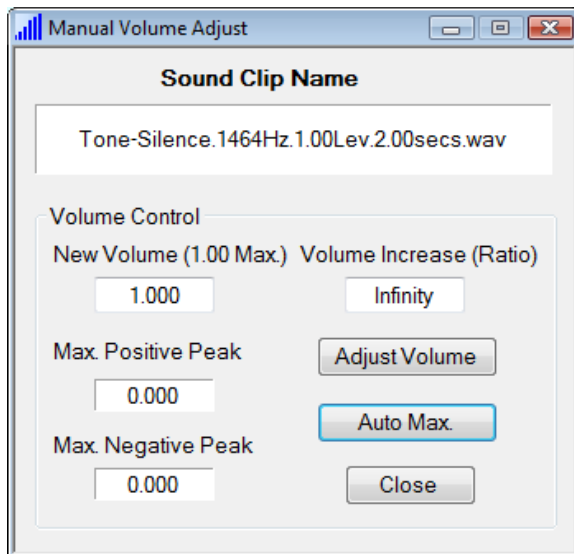 Manual Volume Adjust
Sound Clip Name
Tone-Silence.1464Hz.1.00Lev.2.00secs.wav
Volume Control
New Volume (1.00 Max.) Volume Increase (Ratio)
1.000 Infinity
Max. Positive Peak Adjust Volume
0.000
Auto Max.
Max. Negative Peak
0.000 Close